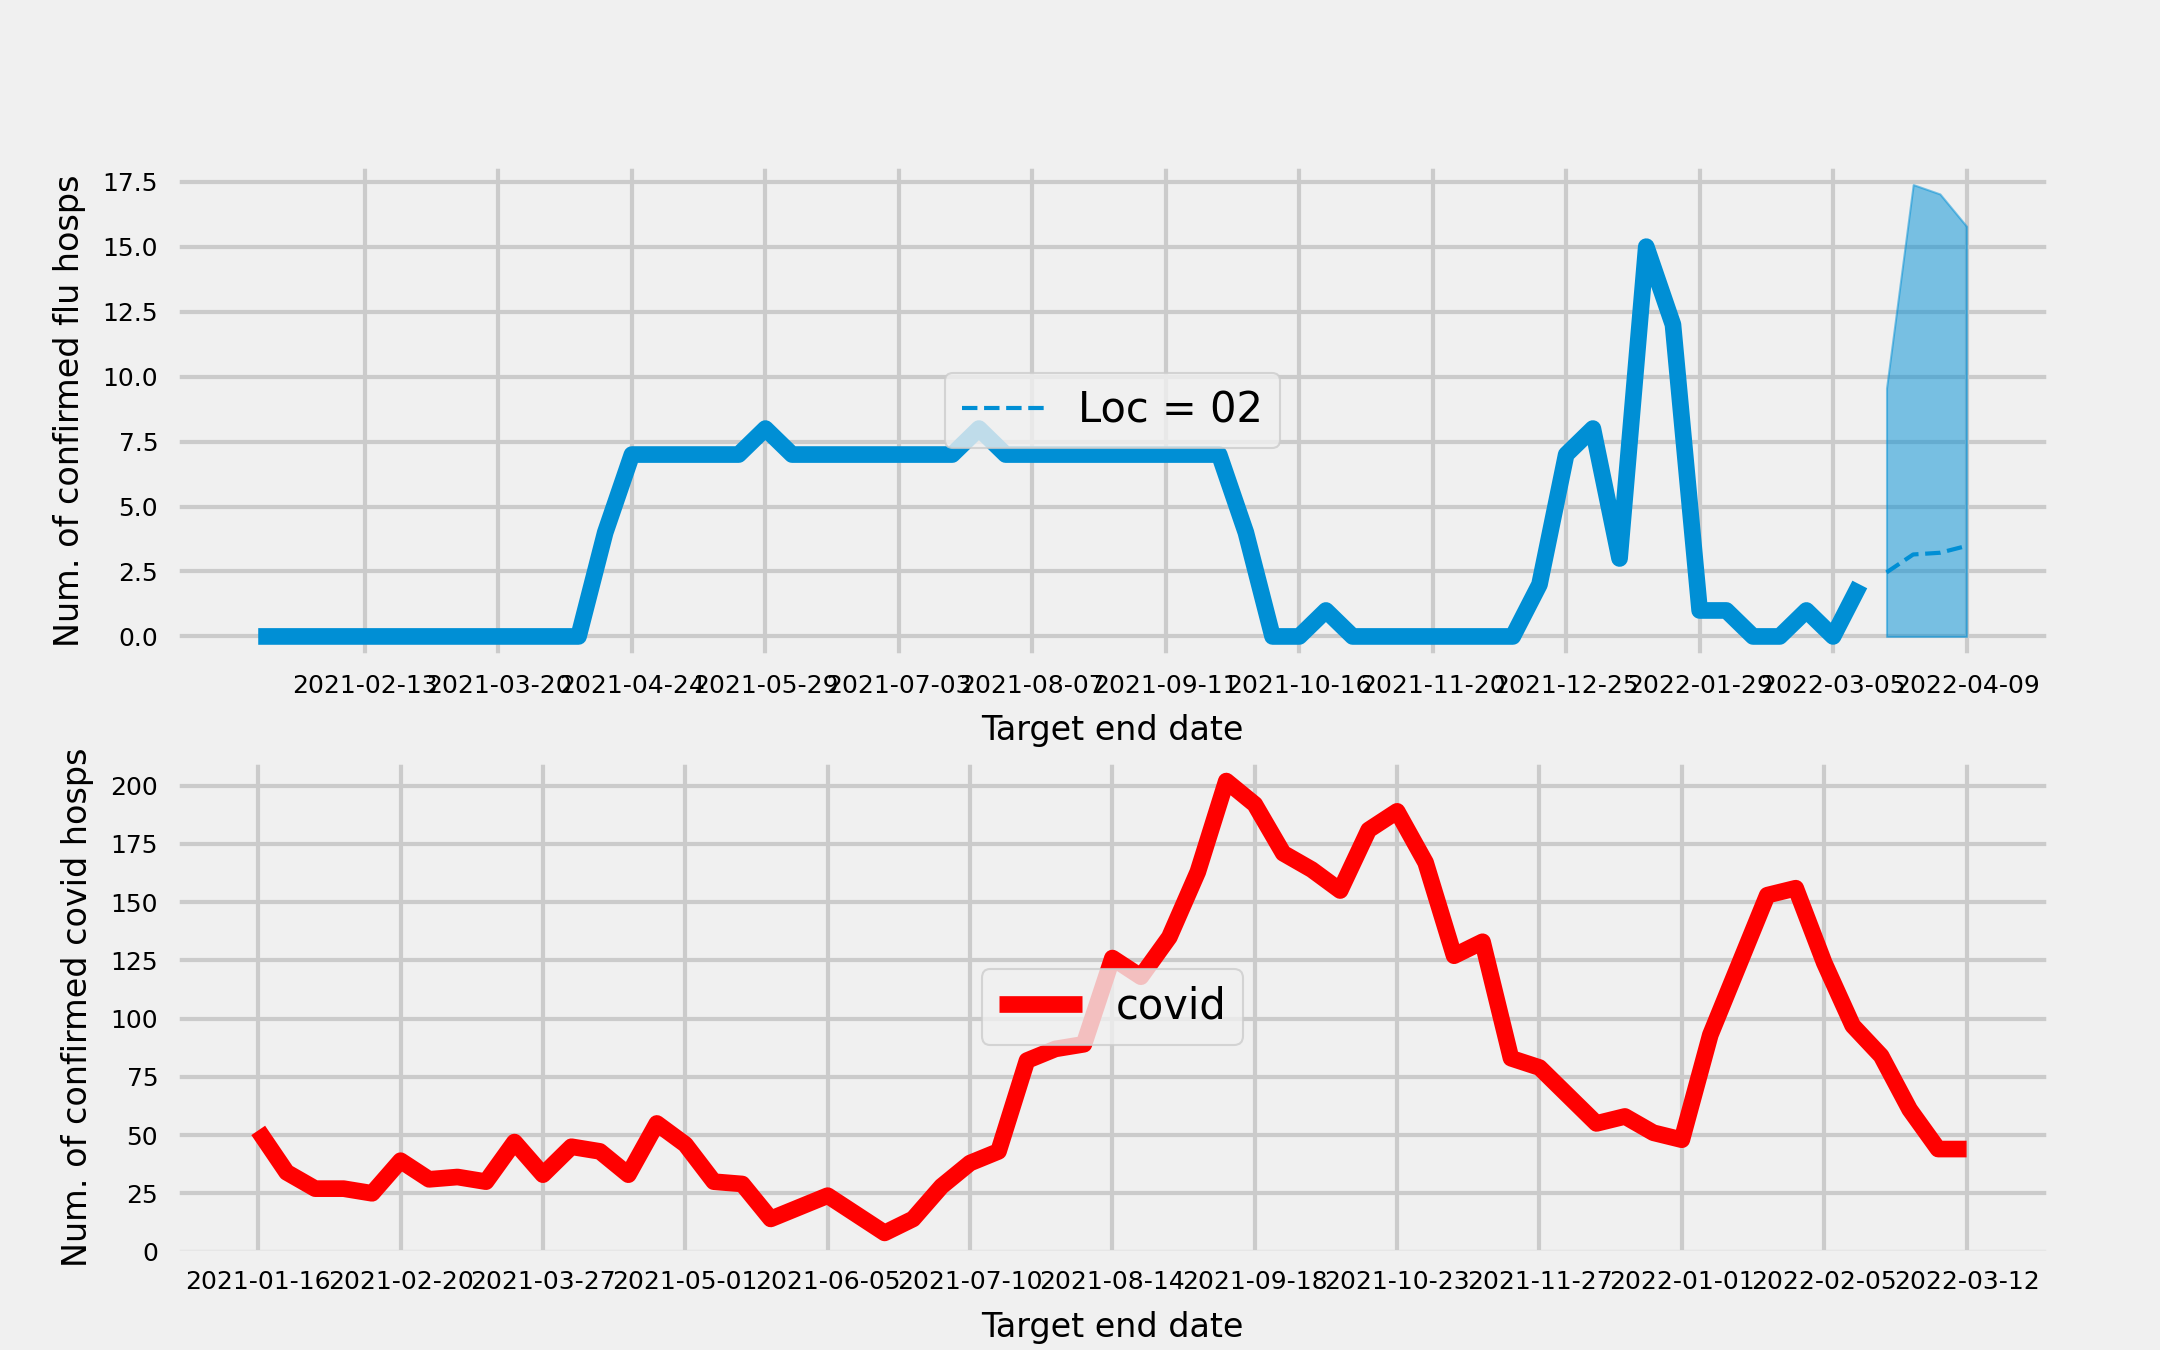 Num. of confirmed flu hosps
17.5
15.0
12.5
10.0
7.5
5.0
2.5
0.0
Loc = 02
2021-02-13 2021-03-20 2021-04-24 2021-05-29 2021-07-03 2021-08-07 2021-09-11 2021-10-16 2021-11-20 2021-12-25 2022-01-29 2022-03-05 2022-04-09
Target end date
Num. of confirmed covid hosps
200
175
150
125
100
75
50
25
0
covid
2021-01-16 2021-02-20 2021-03-27 2021-05-01 2021-06-05 2021-07-10 2021-08-14 2021-09-18 2021-10-23 2021-11-27 2022-01-01 2022-02-05 2022-03-12
Target end date